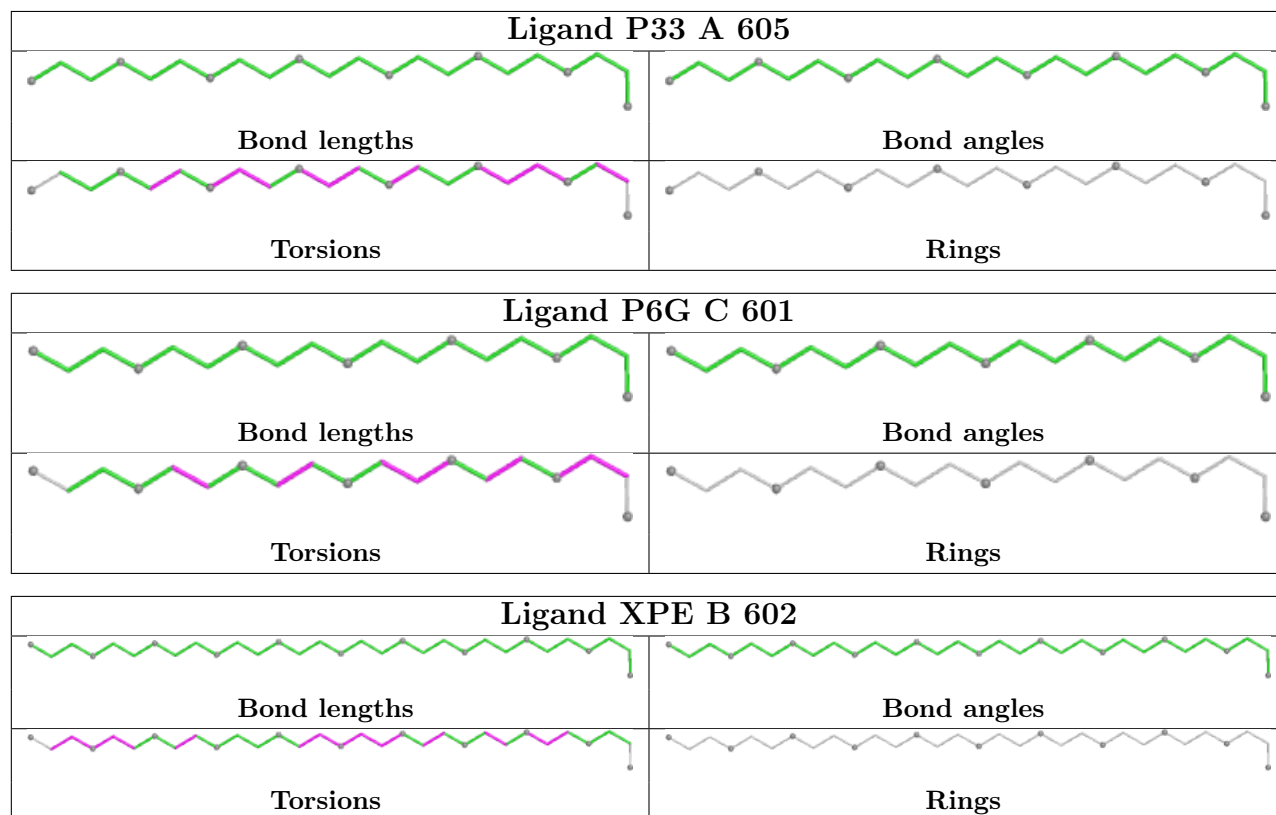 Ligand P33 A 605
Bond lengths
Bond angles
Torsions
Rings
Ligand P6G C 601
Bond lengths
Bond angles
Torsions
Rings
Ligand XPE B 602
Bond lengths
Bond angles
Torsions
Rings